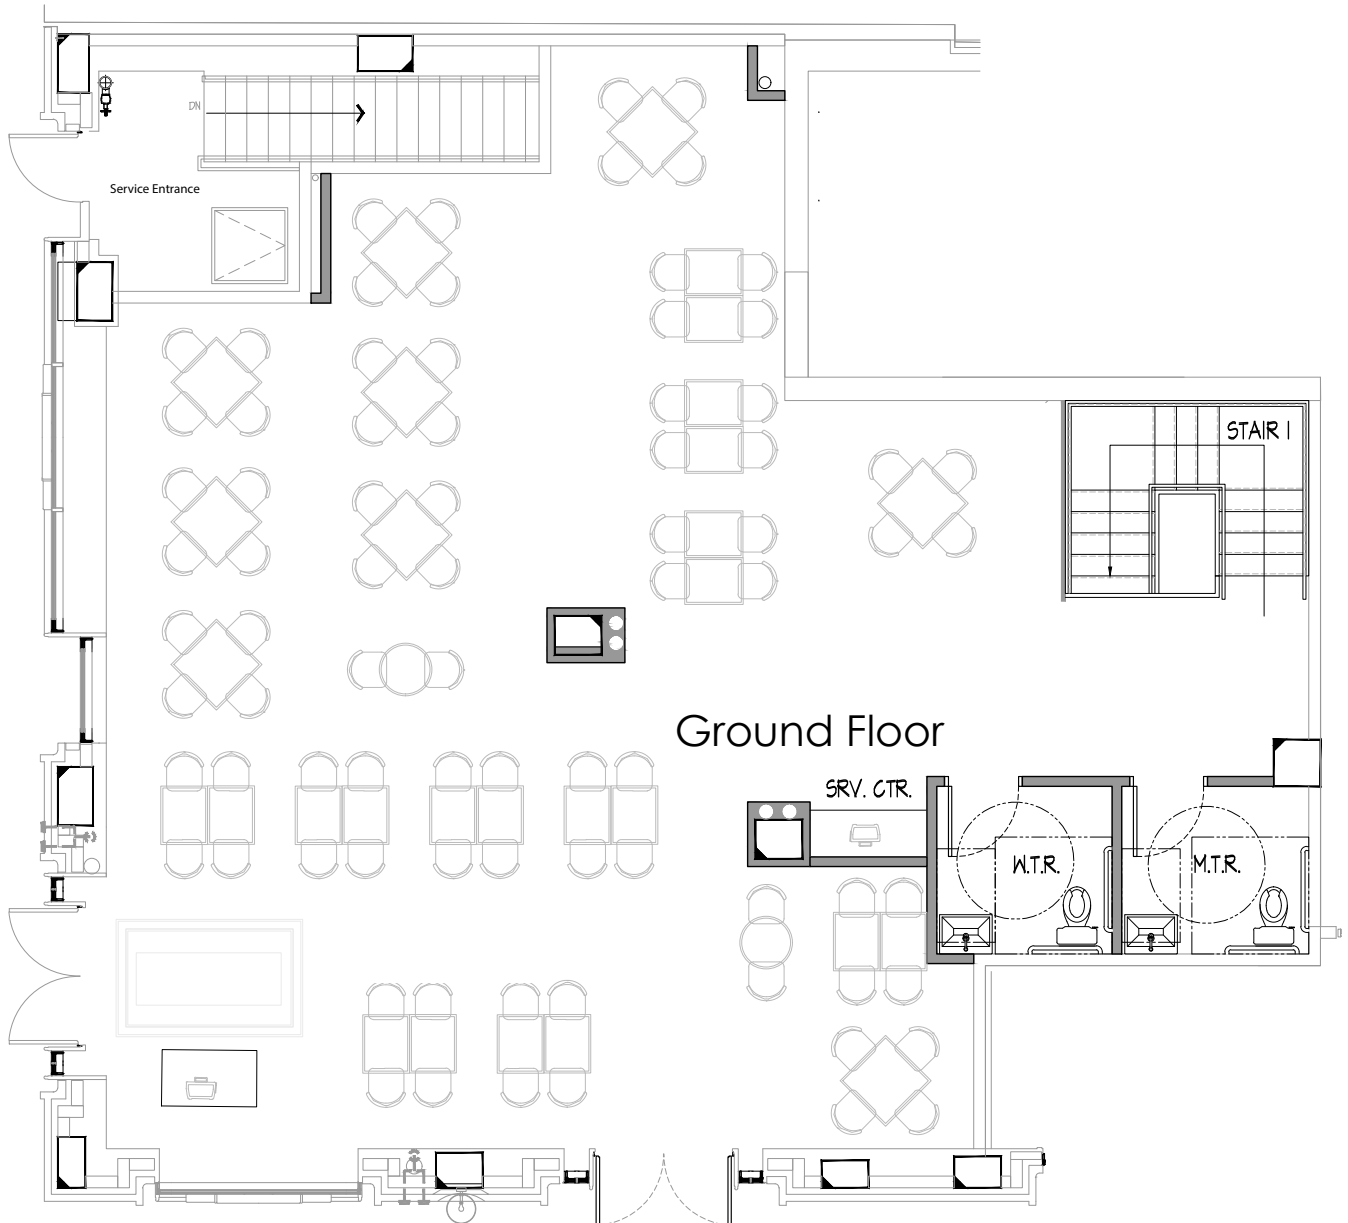 DN
Service Entrance
STAIR 1
Ground Floor
SRV. CTR.
W.T.R.
M.T.R.